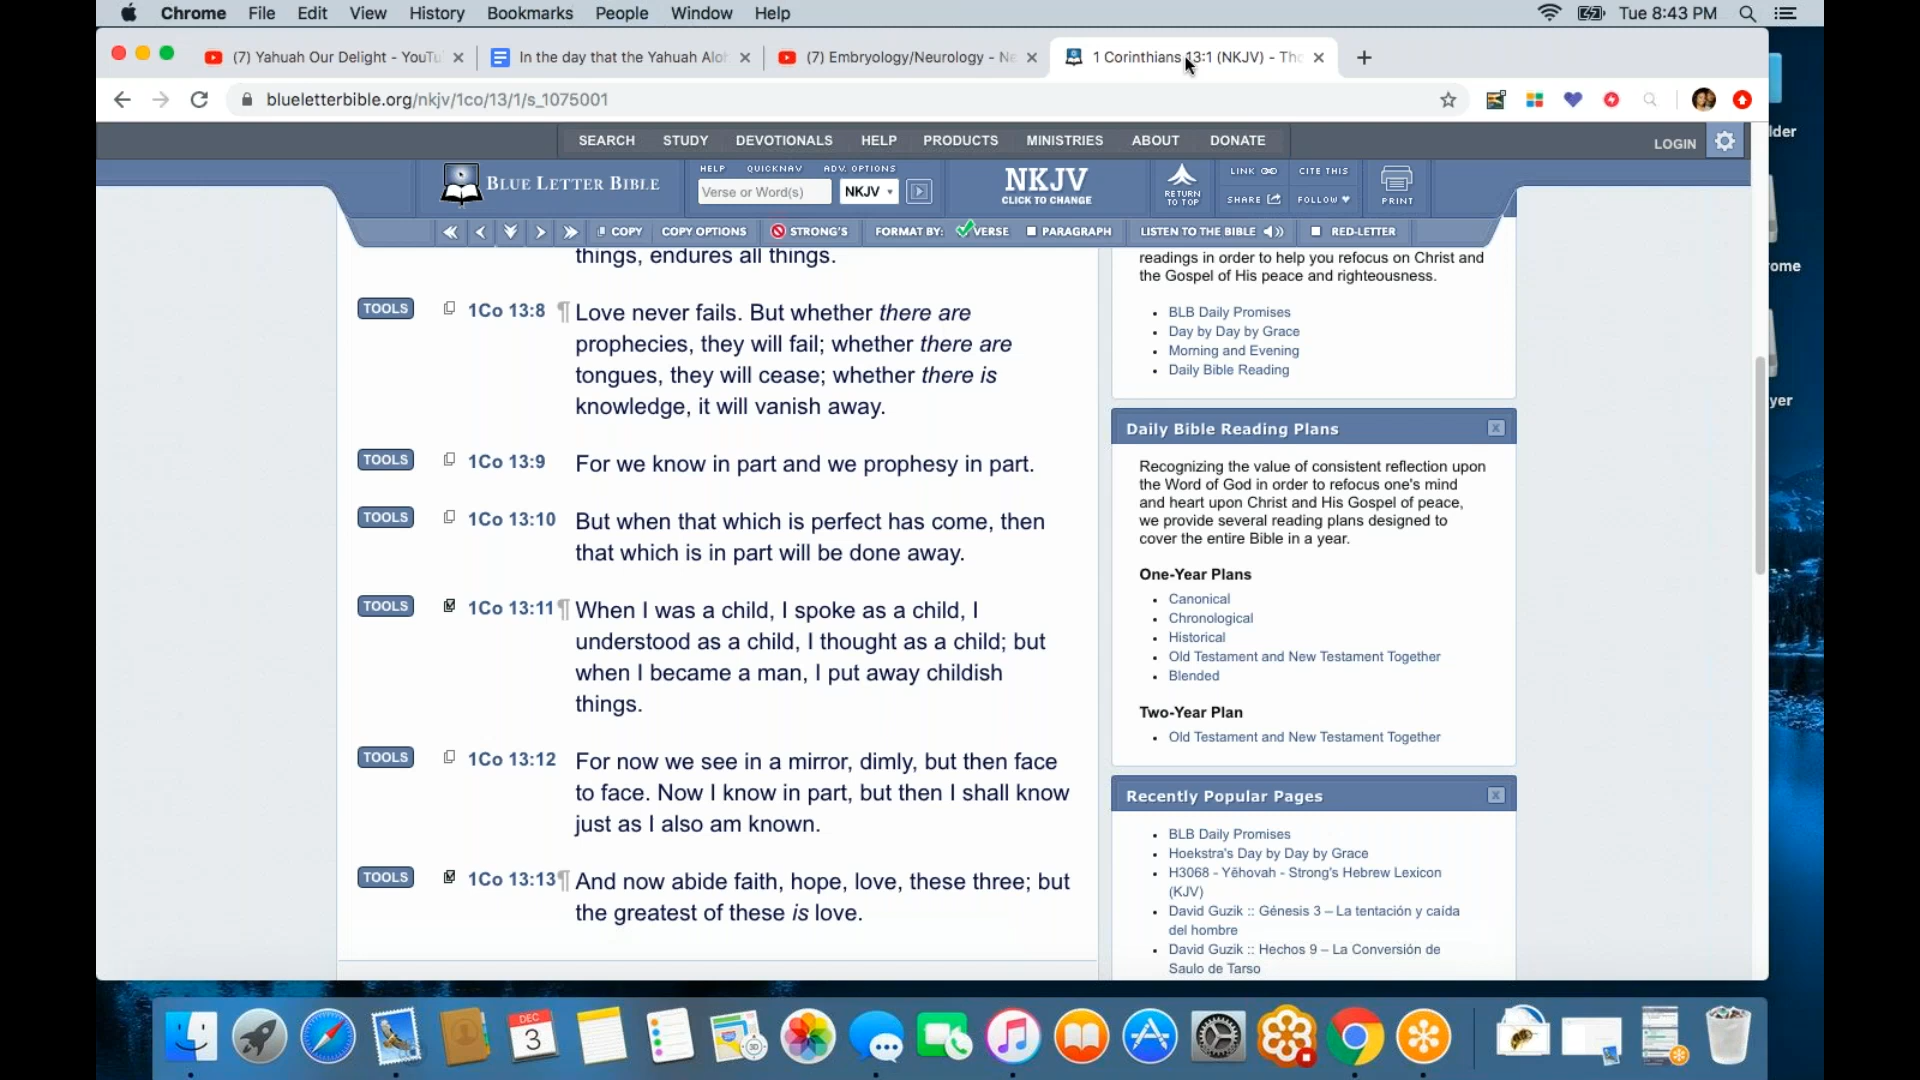 Chrome File Edit View History Bookmarks People Window Help Tue 8:43 PM
(7) Yahuah Our Delight - YouTu
In the day that the Yahuah Aloh
(7) Embryology/Neurology - Ne
1 Corinthians 13:1 (NKJV) - Tho
blueletterbible.org/nkjv/1co/13/1/s_1075001
SEARCH STUDY DEVOTIONALS HELP PRODUCTS MINISTRIES ABOUT DONATE
LOGIN
BLUE LETTER BIBLE
HELP QUICKNAV ADV. OPTIONS
Verse or Word(s) NKJV
NKJV
CLICK TO CHANGE
RETURN
TO TOP
LINK CITE THIS
SHARE FOLLOW
PRINT
COPY COPY OPTIONS STRONG'S FORMAT BY: VERSE PARAGRAPH LISTEN TO THE BIBLE RED-LETTER
things, endures all things.
TOOLS 1Co 13:8 ¶ Love never fails. But whether there are
prophecies, they will fail; whether there are
tongues, they will cease; whether there is
knowledge, it will vanish away.
TOOLS 1Co 13:9 For we know in part and we prophesy in part.
TOOLS 1Co 13:10 But when that which is perfect has come, then
that which is in part will be done away.
TOOLS 1Co 13:11 ¶ When I was a child, I spoke as a child, I
understood as a child, I thought as a child; but
when I became a man, I put away childish
things.
TOOLS 1Co 13:12 For now we see in a mirror, dimly, but then face
to face. Now I know in part, but then I shall know
just as I also am known.
TOOLS 1Co 13:13 ¶ And now abide faith, hope, love, these three; but
the greatest of these is love.
readings in order to help you refocus on Christ and
the Gospel of His peace and righteousness.
BLB Daily Promises
Day by Day by Grace
Morning and Evening
Daily Bible Reading
Daily Bible Reading Plans
Recognizing the value of consistent reflection upon
the Word of God in order to refocus one's mind
and heart upon Christ and His Gospel of peace,
we provide several reading plans designed to
cover the entire Bible in a year.
One-Year Plans
Canonical
Chronological
Historical
Old Testament and New Testament Together
Blended
Two-Year Plan
Old Testament and New Testament Together
Recently Popular Pages
BLB Daily Promises
Hoekstra's Day by Day by Grace
H3068 - Yĕhovah - Strong's Hebrew Lexicon
(KJV)
David Guzik :: Génesis 3 – La tentación y caída
del hombre
David Guzik :: Hechos 9 – La Conversión de
Saulo de Tarso
lder
ome
yer
DEC
3
3D